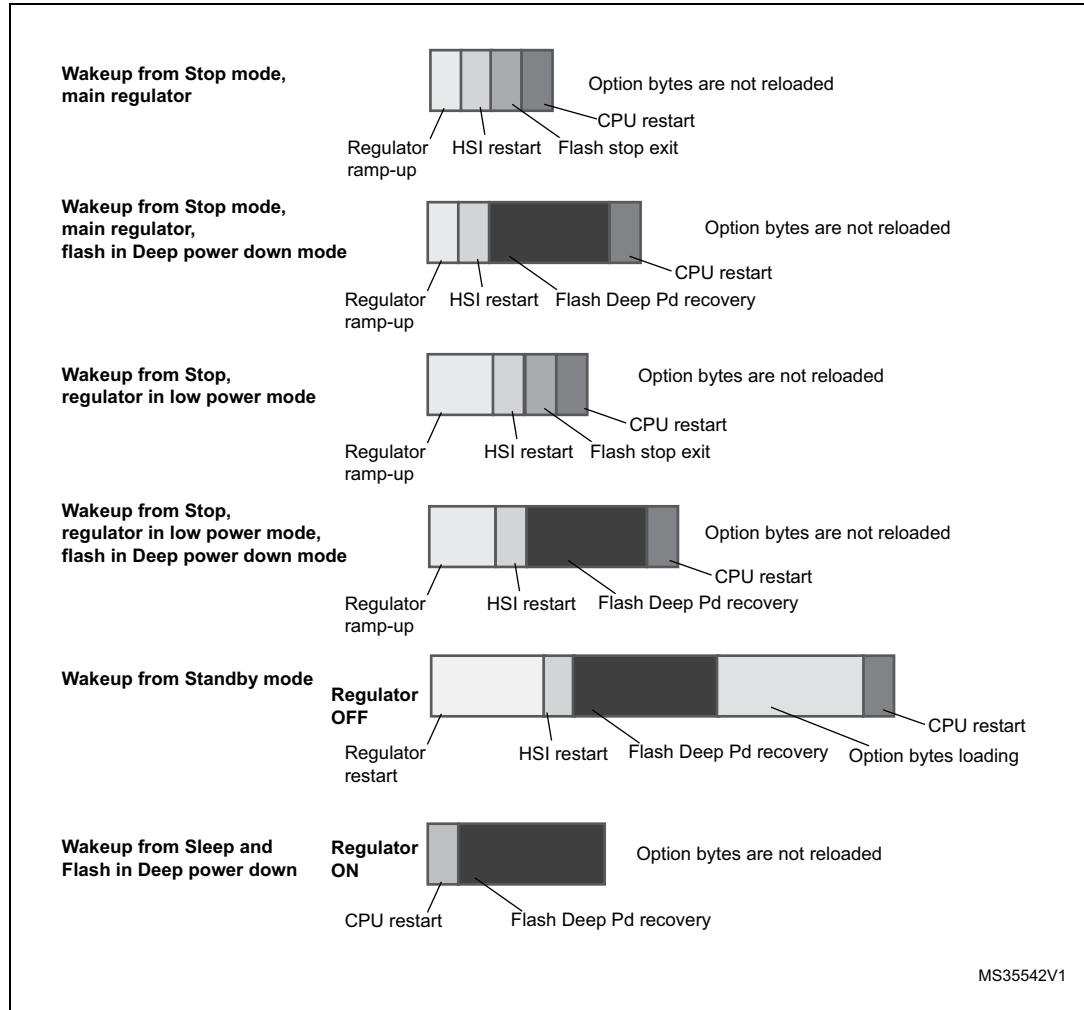 Wakeup from Stop mode,
main regulator
Option bytes are not reloaded
CPU restart
Regulator
ramp-up
HSI restart
Flash stop exit
Wakeup from Stop mode,
main regulator,
flash in Deep power down mode
Option bytes are not reloaded
CPU restart
Regulator
ramp-up
HSI restart
Flash Deep Pd recovery
Wakeup from Stop,
regulator in low power mode
Option bytes are not reloaded
CPU restart
Regulator
ramp-up
HSI restart
Flash stop exit
Wakeup from Stop,
regulator in low power mode,
flash in Deep power down mode
Option bytes are not reloaded
CPU restart
Regulator
ramp-up
HSI restart
Flash Deep Pd recovery
Wakeup from Standby mode
Regulator
OFF
CPU restart
Regulator
restart
HSI restart
Flash Deep Pd recovery
Option bytes loading
Wakeup from Sleep and
Flash in Deep power down
Regulator
ON
Option bytes are not reloaded
CPU restart
Flash Deep Pd recovery
MS35542V1